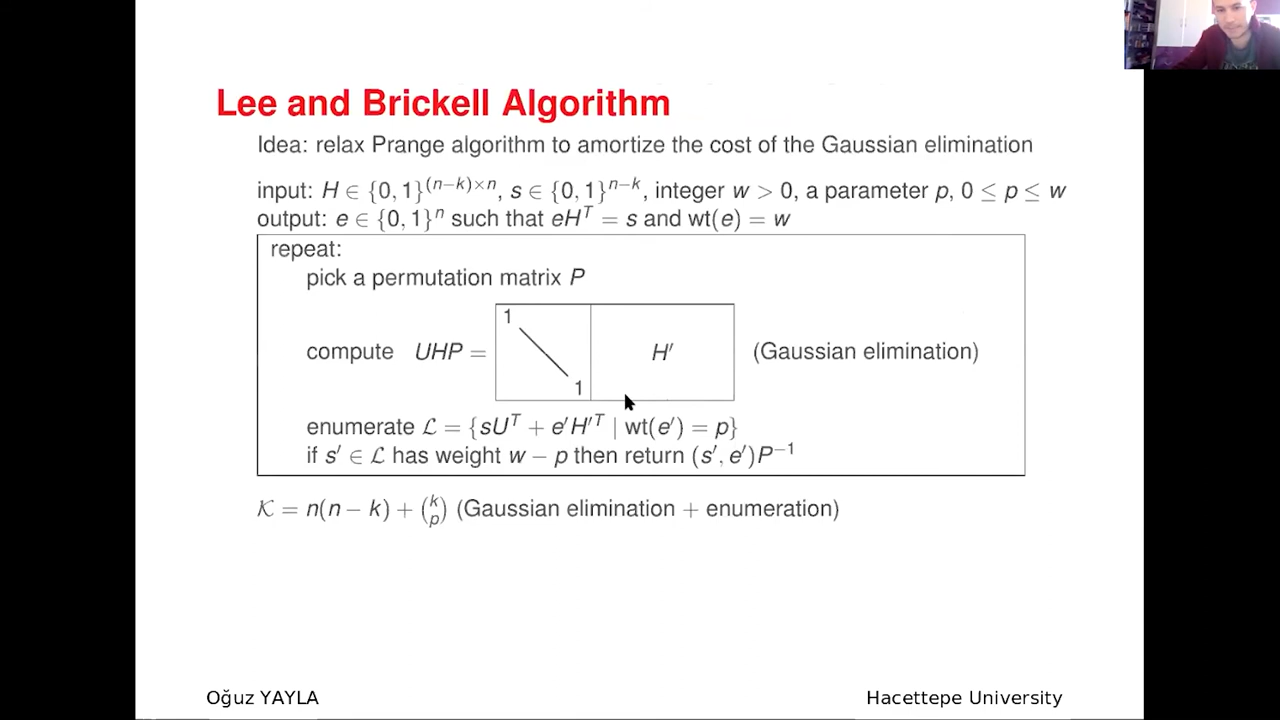 Lee and Brickell Algorithm
Idea: relax Prange algorithm to amortize the cost of the Gaussian elimination
input: H ∈ {0, 1}^{(n−k)×n}, s ∈ {0, 1}^{n−k}, integer w > 0, a parameter p, 0 ≤ p ≤ w
output: e ∈ {0, 1}^n such that eH^T = s and wt(e) = w
repeat:
pick a permutation matrix P
1
compute UHP = H′ (Gaussian elimination)
1
enumerate ℒ = {sU^T + e′H′^T | wt(e′) = p}
if s′ ∈ ℒ has weight w − p then return (s′, e′)P^{−1}
𝒦 = n(n − k) + (k p) (Gaussian elimination + enumeration)
Oğuz YAYLA
Hacettepe University